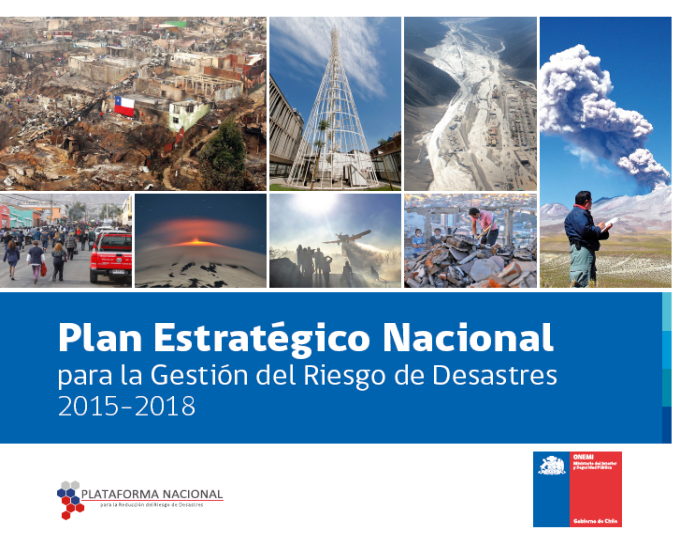 Plan Estratégico Nacional
para la Gestión del Riesgo de Desastres
2015-2018
PLATAFORMA NACIONAL
para la Reducción del Riesgo de Desastres
ONEMI
Ministerio del Interior
y Seguridad Pública
Gobierno de Chile